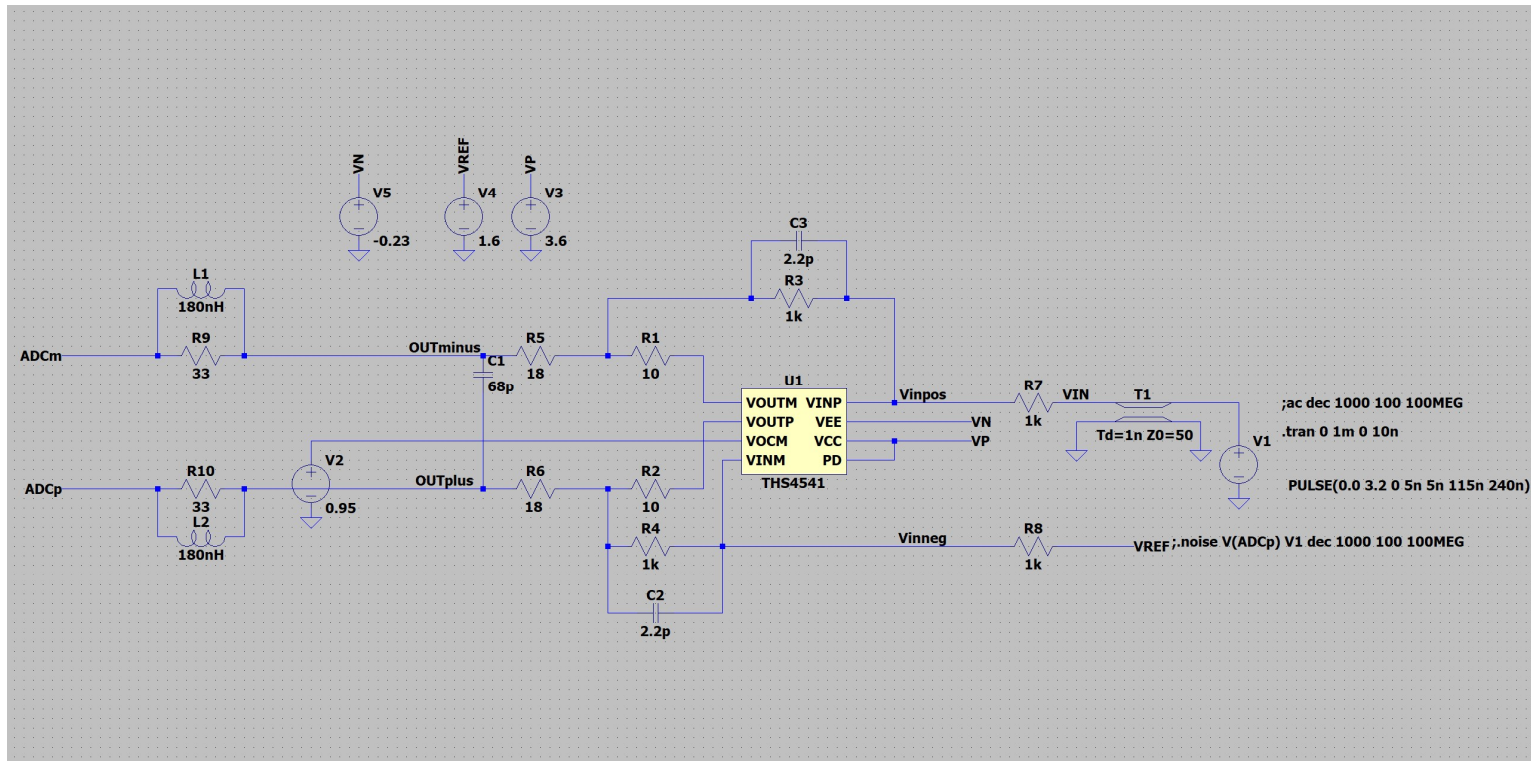 VN
VREF
VP
V5
V4
V3
-0.23
1.6
3.6
C3
2.2p
R3
1k
L1
180nH
R9
33
ADCm
OUTminus
C1
68p
R5
18
R1
10
U1
VOUTM VINP
VOUTP VEE
VOCM VCC
VINM PD
THS4541
Vinpos
VN
VP
R7
1k
VIN
T1
Td=1n Z0=50
V1
;ac dec 1000 100 100MEG
.tran 0 1m 0 10n
PULSE(0.0 3.2 0 5n 5n 115n 240n)
ADCp
R10
33
L2
180nH
V2
0.95
OUTplus
R6
18
R2
10
R4
1k
C2
2.2p
Vinneg
R8
1k
VREF
;.noise V(ADCp) V1 dec 1000 100 100MEG